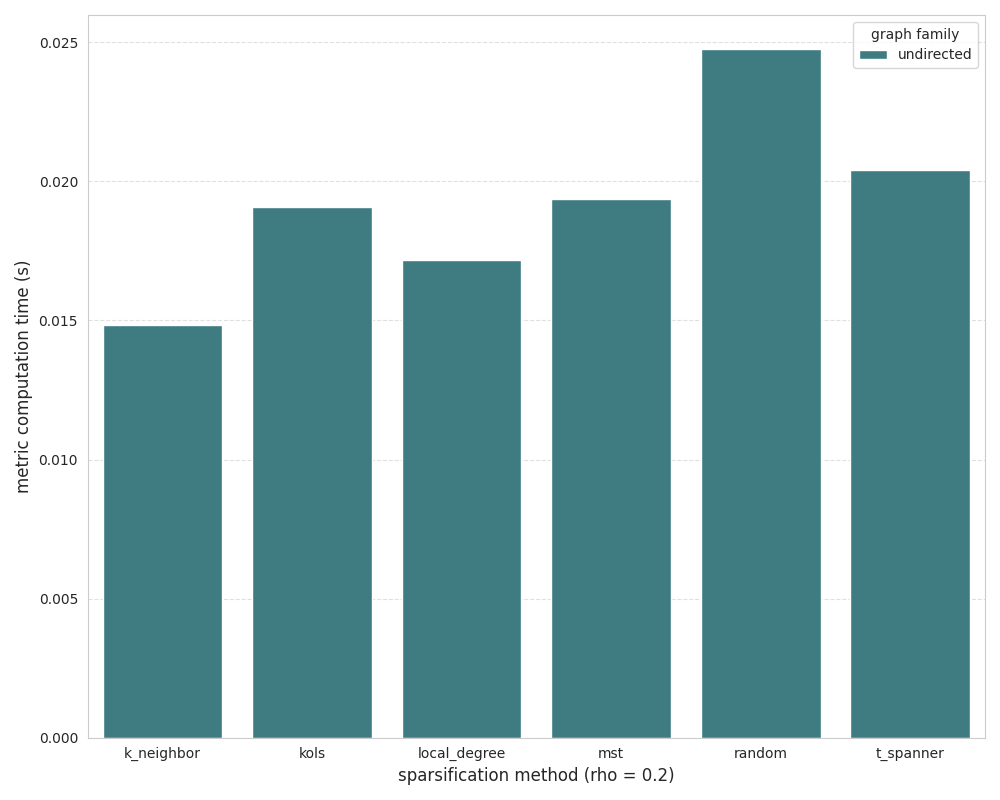 graph family
undirected
0.025
0.020
0.015
0.010
0.005
0.000
metric computation time (s)
k_neighbor
kols
local_degree
mst
random
t_spanner
sparsification method (rho = 0.2)